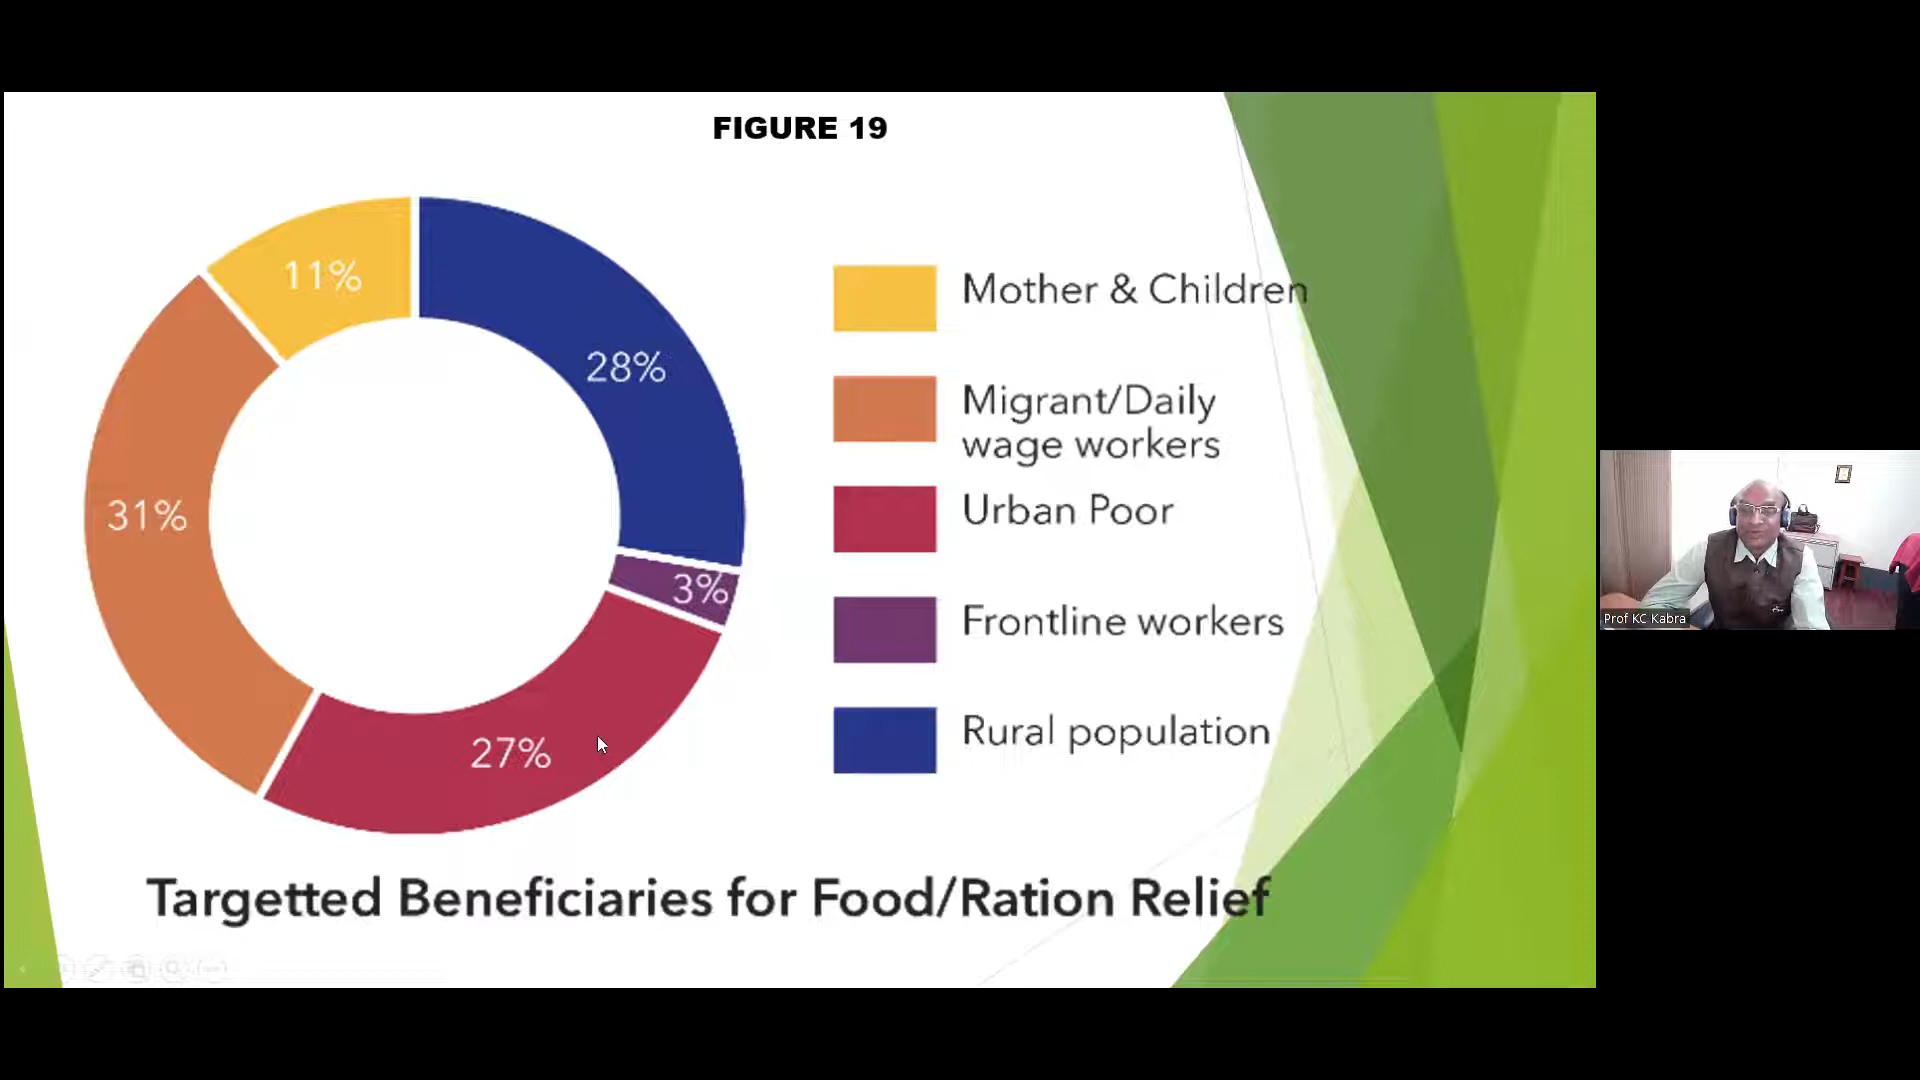 FIGURE 19
11%
28%
31%
3%
27%
Mother & Children
Migrant/Daily
wage workers
Urban Poor
Frontline workers
Rural population
Targetted Beneficiaries for Food/Ration Relief
Prof KC Kabra